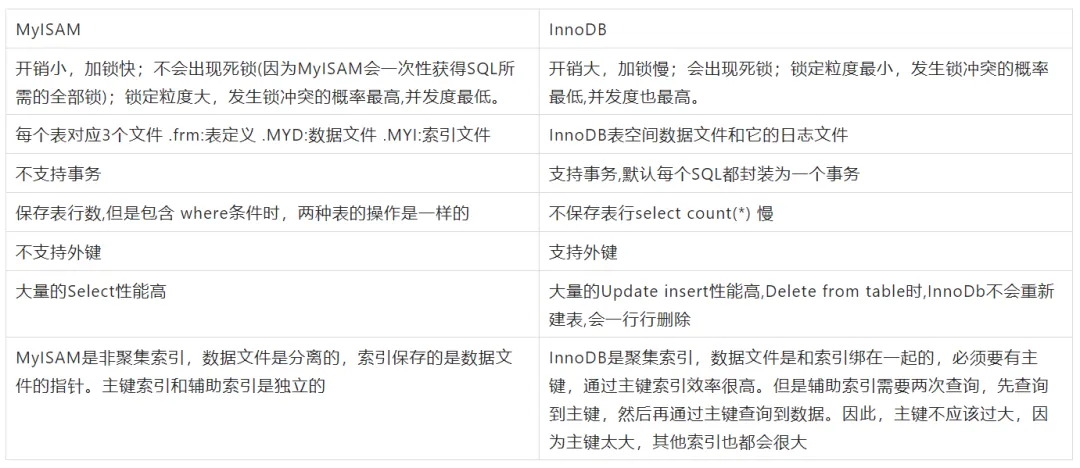 MyISAM
InnoDB
开销小，加锁快；不会出现死锁(因为MyISAM会一次性获得SQL所
需的全部锁)；锁定粒度大，发生锁冲突的概率最高,并发度最低。
开销大，加锁慢；会出现死锁；锁定粒度最小，发生锁冲突的概率
最低,并发度也最高。
每个表对应3个文件 .frm:表定义 .MYD:数据文件 .MYI:索引文件
InnoDB表空间数据文件和它的日志文件
不支持事务
支持事务,默认每个SQL都封装为一个事务
保存表行数,但是包含 where条件时，两种表的操作是一样的
不保存表行select count(*) 慢
不支持外键
支持外键
大量的Select性能高
大量的Update insert性能高,Delete from table时,InnoDb不会重新
建表,会一行行删除
MyISAM是非聚集索引，数据文件是分离的，索引保存的是数据文
件的指针。主键索引和辅助索引是独立的
InnoDB是聚集索引，数据文件是和索引绑在一起的，必须要有主
键，通过主键索引效率很高。但是辅助索引需要两次查询，先查询
到主键，然后再通过主键查询到数据。因此，主键不应该过大，因
为主键太大，其他索引也都会很大